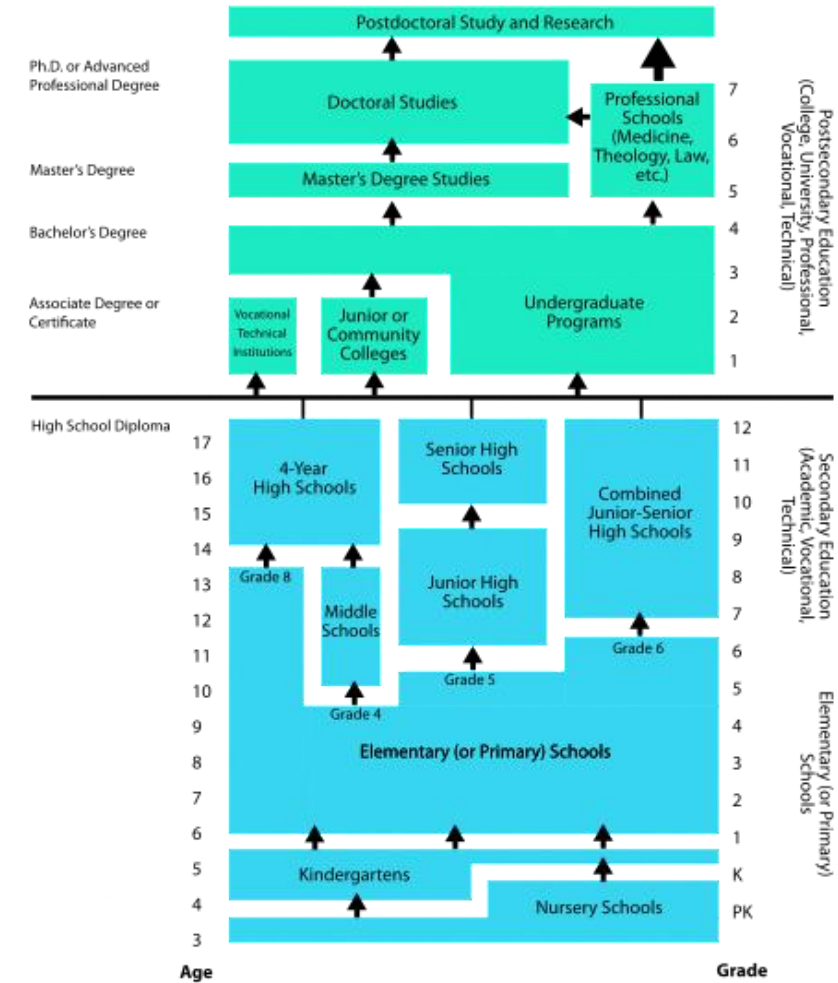 Postdoctoral Study and Research
Ph.D. or Advanced
Professional Degree
Doctoral Studies
Professional
Schools
(Medicine,
Theology, Law,
etc.)
7
6
5
Master's Degree
Master's Degree Studies
Bachelor's Degree
4
3
2
1
Associate Degree or
Certificate
Vocational
Technical
Institutions
Junior or
Community
Colleges
Undergraduate
Programs
Postsecondary Education
(College, University, Professional,
Vocational, Technical)
High School Diploma
17
16
15
14
13
12
11
10
9
8
7
6
5
4
3
4-Year
High Schools
Senior High
Schools
Combined
Junior-Senior
High Schools
Grade 8
Middle
Schools
Junior High
Schools
Grade 6
Grade 5
Grade 4
Elementary (or Primary) Schools
Kindergartens
Nursery Schools
12
11
10
9
8
7
6
5
4
3
2
1
K
PK
Secondary Education
(Academic, Vocational,
Technical)
Elementary (or Primary)
Schools
Age
Grade